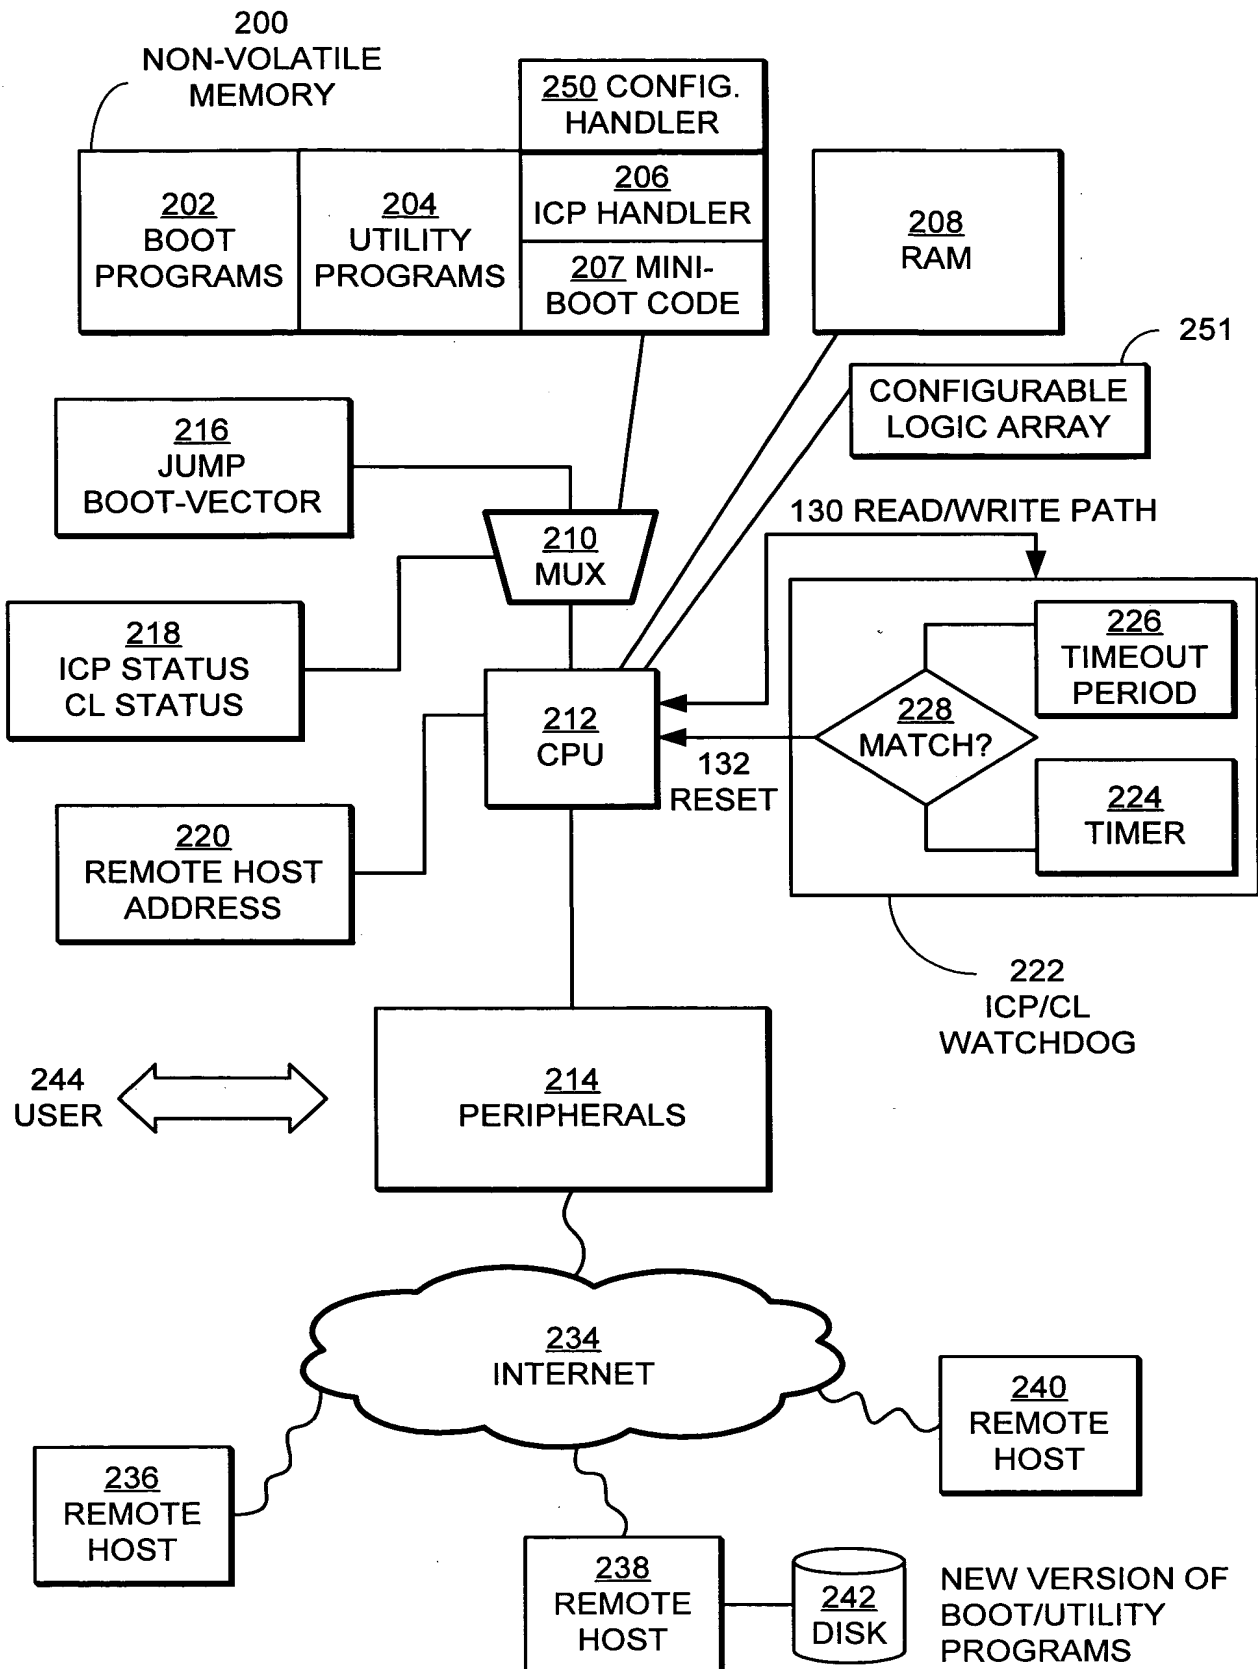 200
NON-VOLATILE
MEMORY
250 CONFIG.
HANDLER
202
BOOT
PROGRAMS
204
UTILITY
PROGRAMS
206
ICP HANDLER
207 MINI-
BOOT CODE
208
RAM
251
CONFIGURABLE
LOGIC ARRAY
216
JUMP
BOOT-VECTOR
210
MUX
130 READ/WRITE PATH
218
ICP STATUS
CL STATUS
212
CPU
226
TIMEOUT
PERIOD
228
MATCH?
132
RESET
224
TIMER
220
REMOTE HOST
ADDRESS
222
ICP/CL
WATCHDOG
244
USER
214
PERIPHERALS
234
INTERNET
240
REMOTE
HOST
236
REMOTE
HOST
238
REMOTE
HOST
242
DISK
NEW VERSION OF
BOOT/UTILITY
PROGRAMS